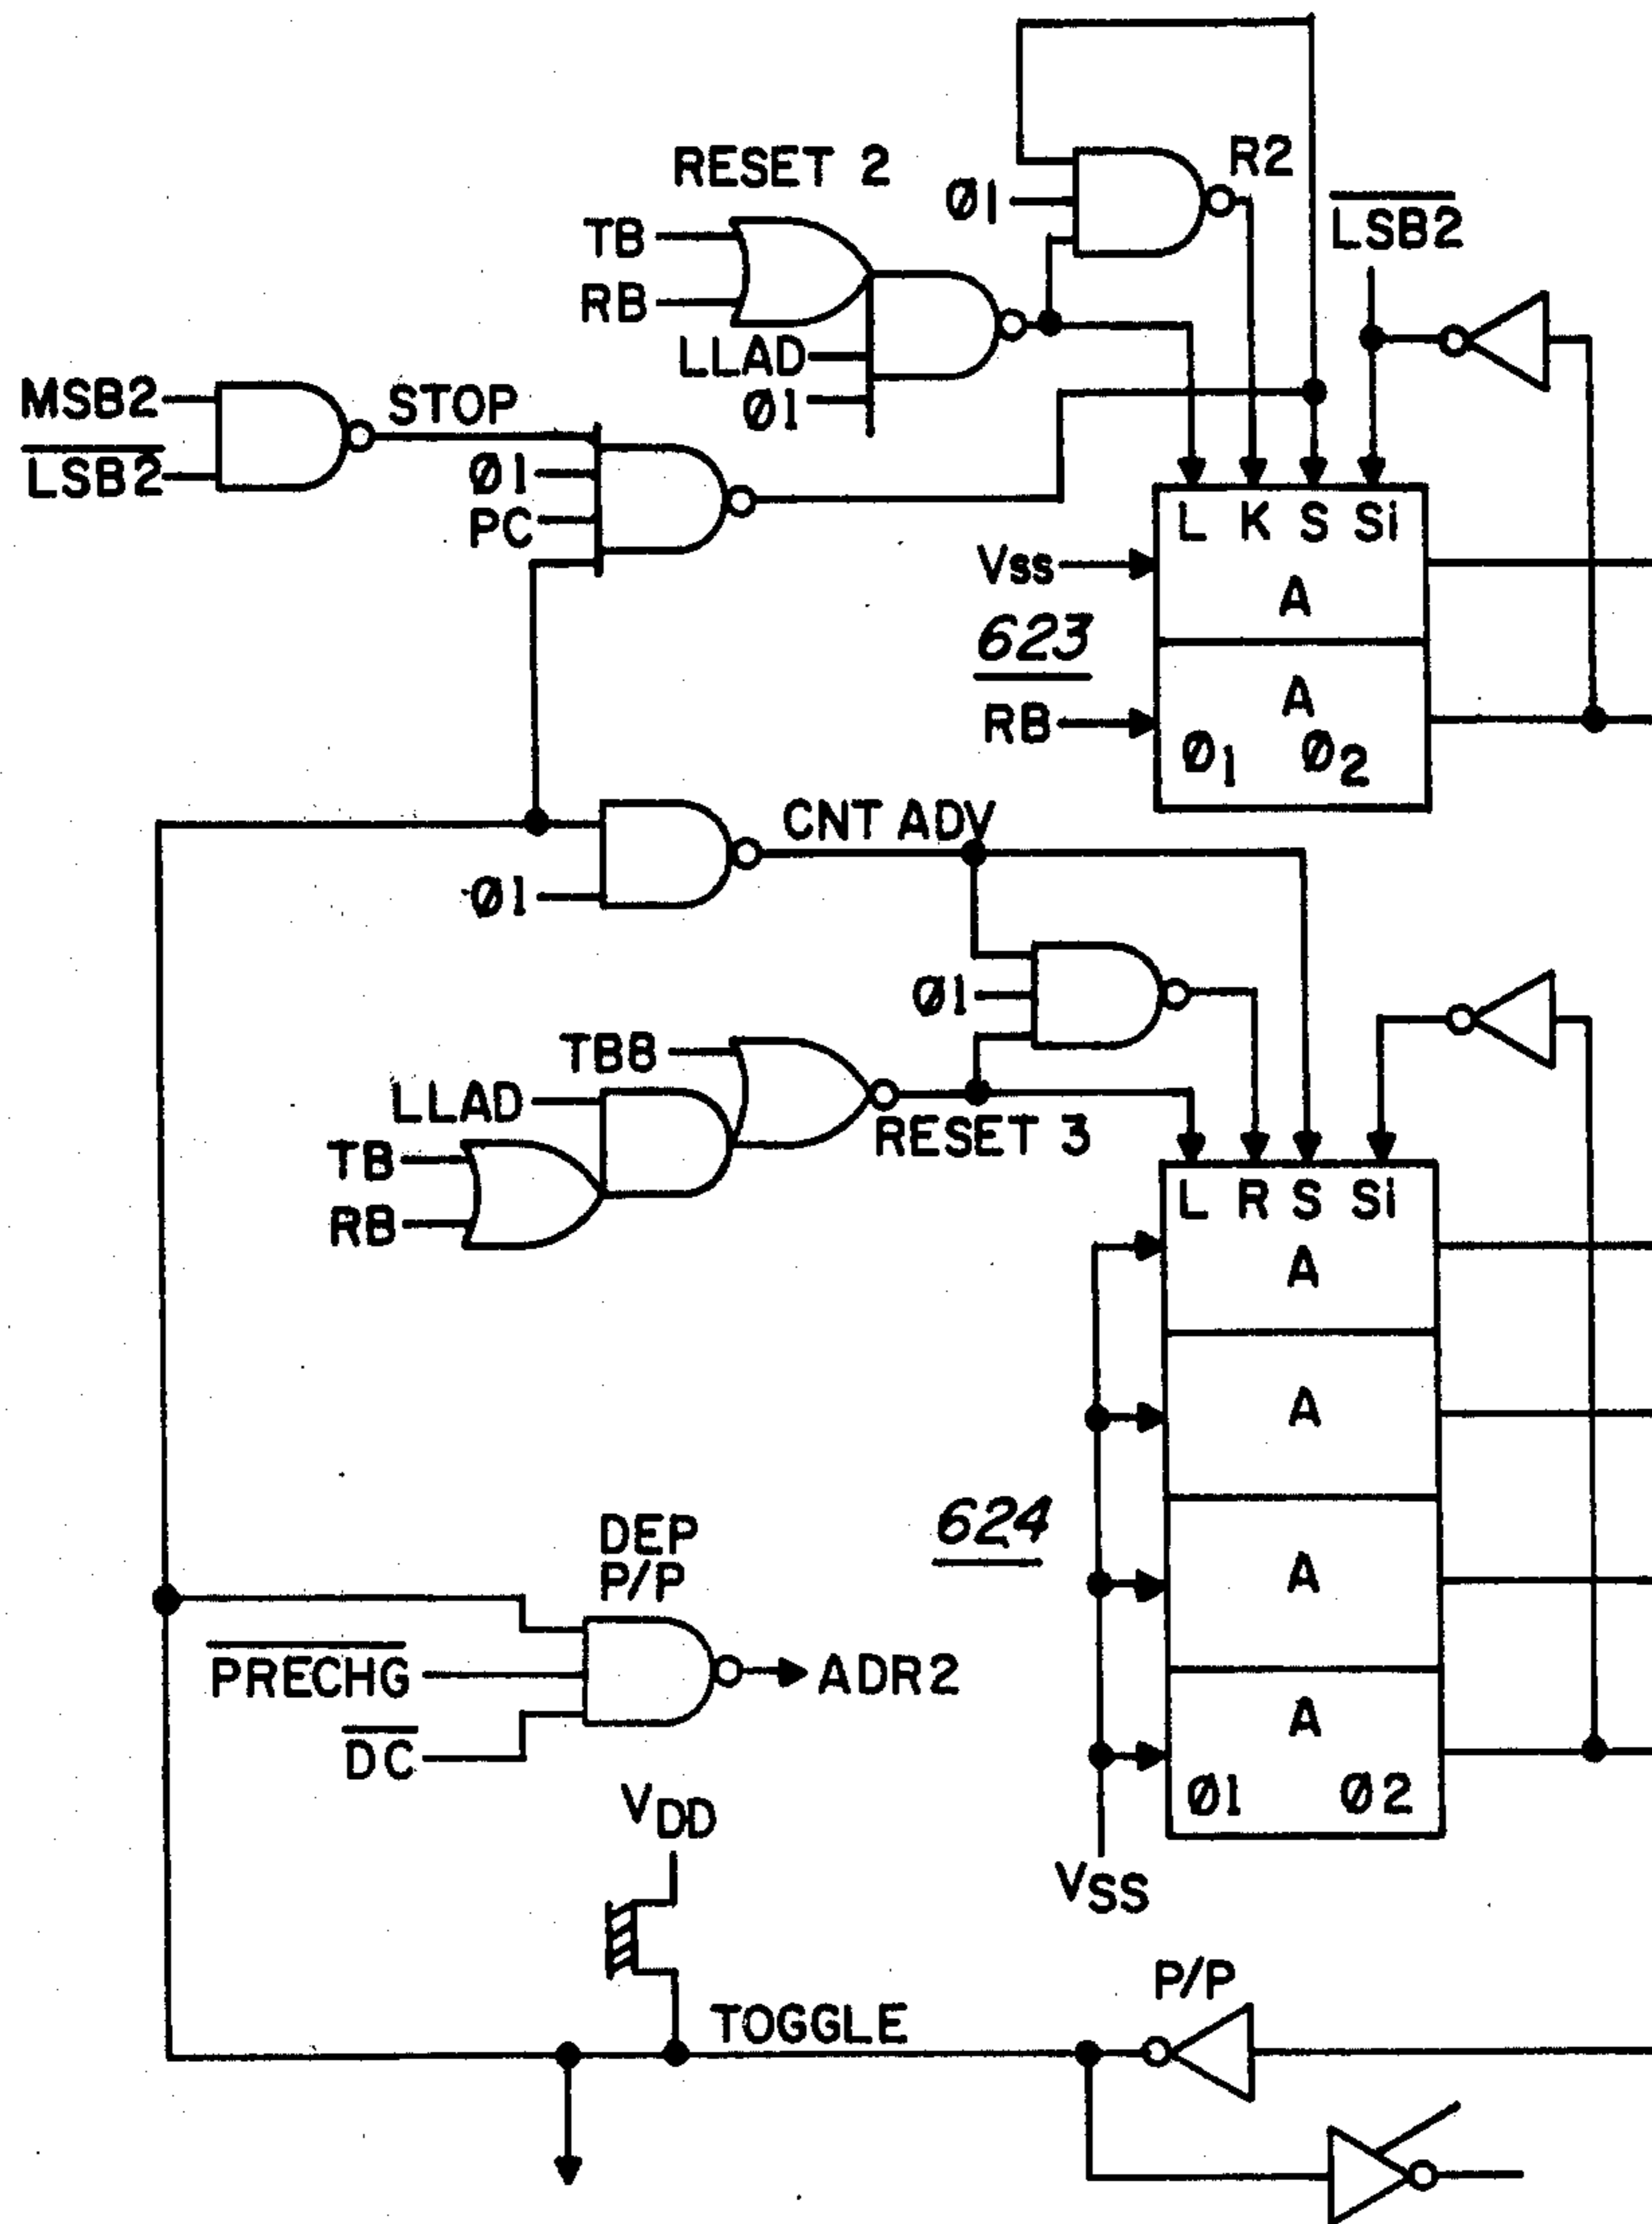 RESET 2
R2
Ø1
TB
RB
LLAD
Ø1
LSB2
MSB2
LSB2
STOP
Ø1
PC
L K S Si
Vss
A
623
RB
A
Ø1 Ø2
CNT ADV
Ø1
Ø1
TB8
LLAD
TB
RB
RESET 3
L R S Si
A
A
624
A
A
Ø1 Ø2
VSS
DEP
P/P
PRECHG
DC
ADR2
VDD
TOGGLE
P/P